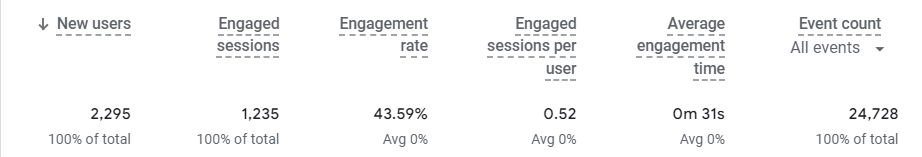 ↓ New users
Engaged
sessions
Engagement
rate
Engaged
sessions per
user
Average
engagement
time
Event count
All events
2,295
100% of total
1,235
100% of total
43.59%
Avg 0%
0.52
Avg 0%
0m 31s
Avg 0%
24,728
100% of total